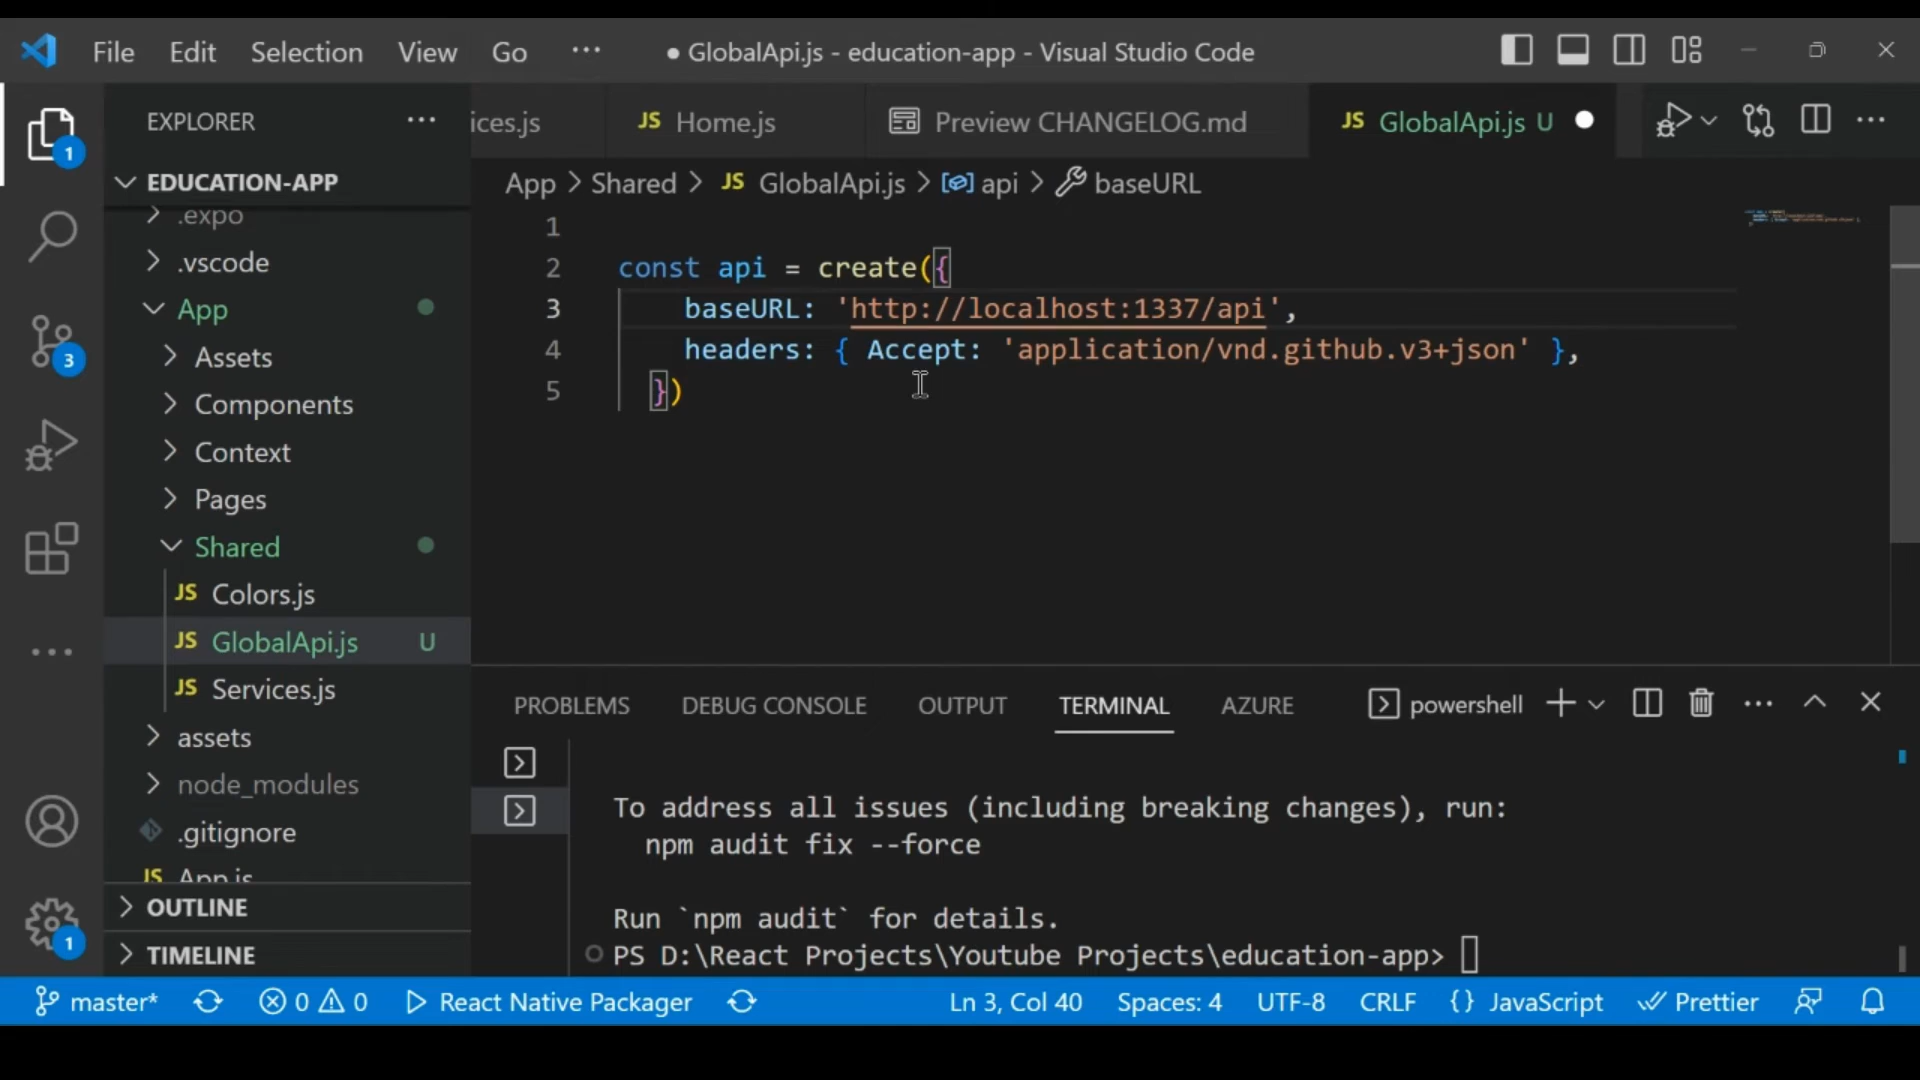 File Edit Selection View Go ··· ● GlobalApi.js - education-app - Visual Studio Code
EXPLORER ···
ices.js JS Home.js Preview CHANGELOG.md JS GlobalApi.js U
EDUCATION-APP
App > Shared > JS GlobalApi.js > api > baseURL
.expo
.vscode
App
Assets
Components
Context
Pages
Shared
JS Colors.js
JS GlobalApi.js U
JS Services.js
assets
node_modules
.gitignore
JS App.js
OUTLINE
TIMELINE
1
3
1
1
2 const api = create({
3 baseURL: 'http://localhost:1337/api',
4 headers: { Accept: 'application/vnd.github.v3+json' },
5 })
PROBLEMS DEBUG CONSOLE OUTPUT TERMINAL AZURE powershell
To address all issues (including breaking changes), run:
npm audit fix --force
Run `npm audit` for details.
PS D:\React Projects\Youtube Projects\education-app>
master* 0 0 React Native Packager Ln 3, Col 40 Spaces: 4 UTF-8 CRLF {} JavaScript Prettier